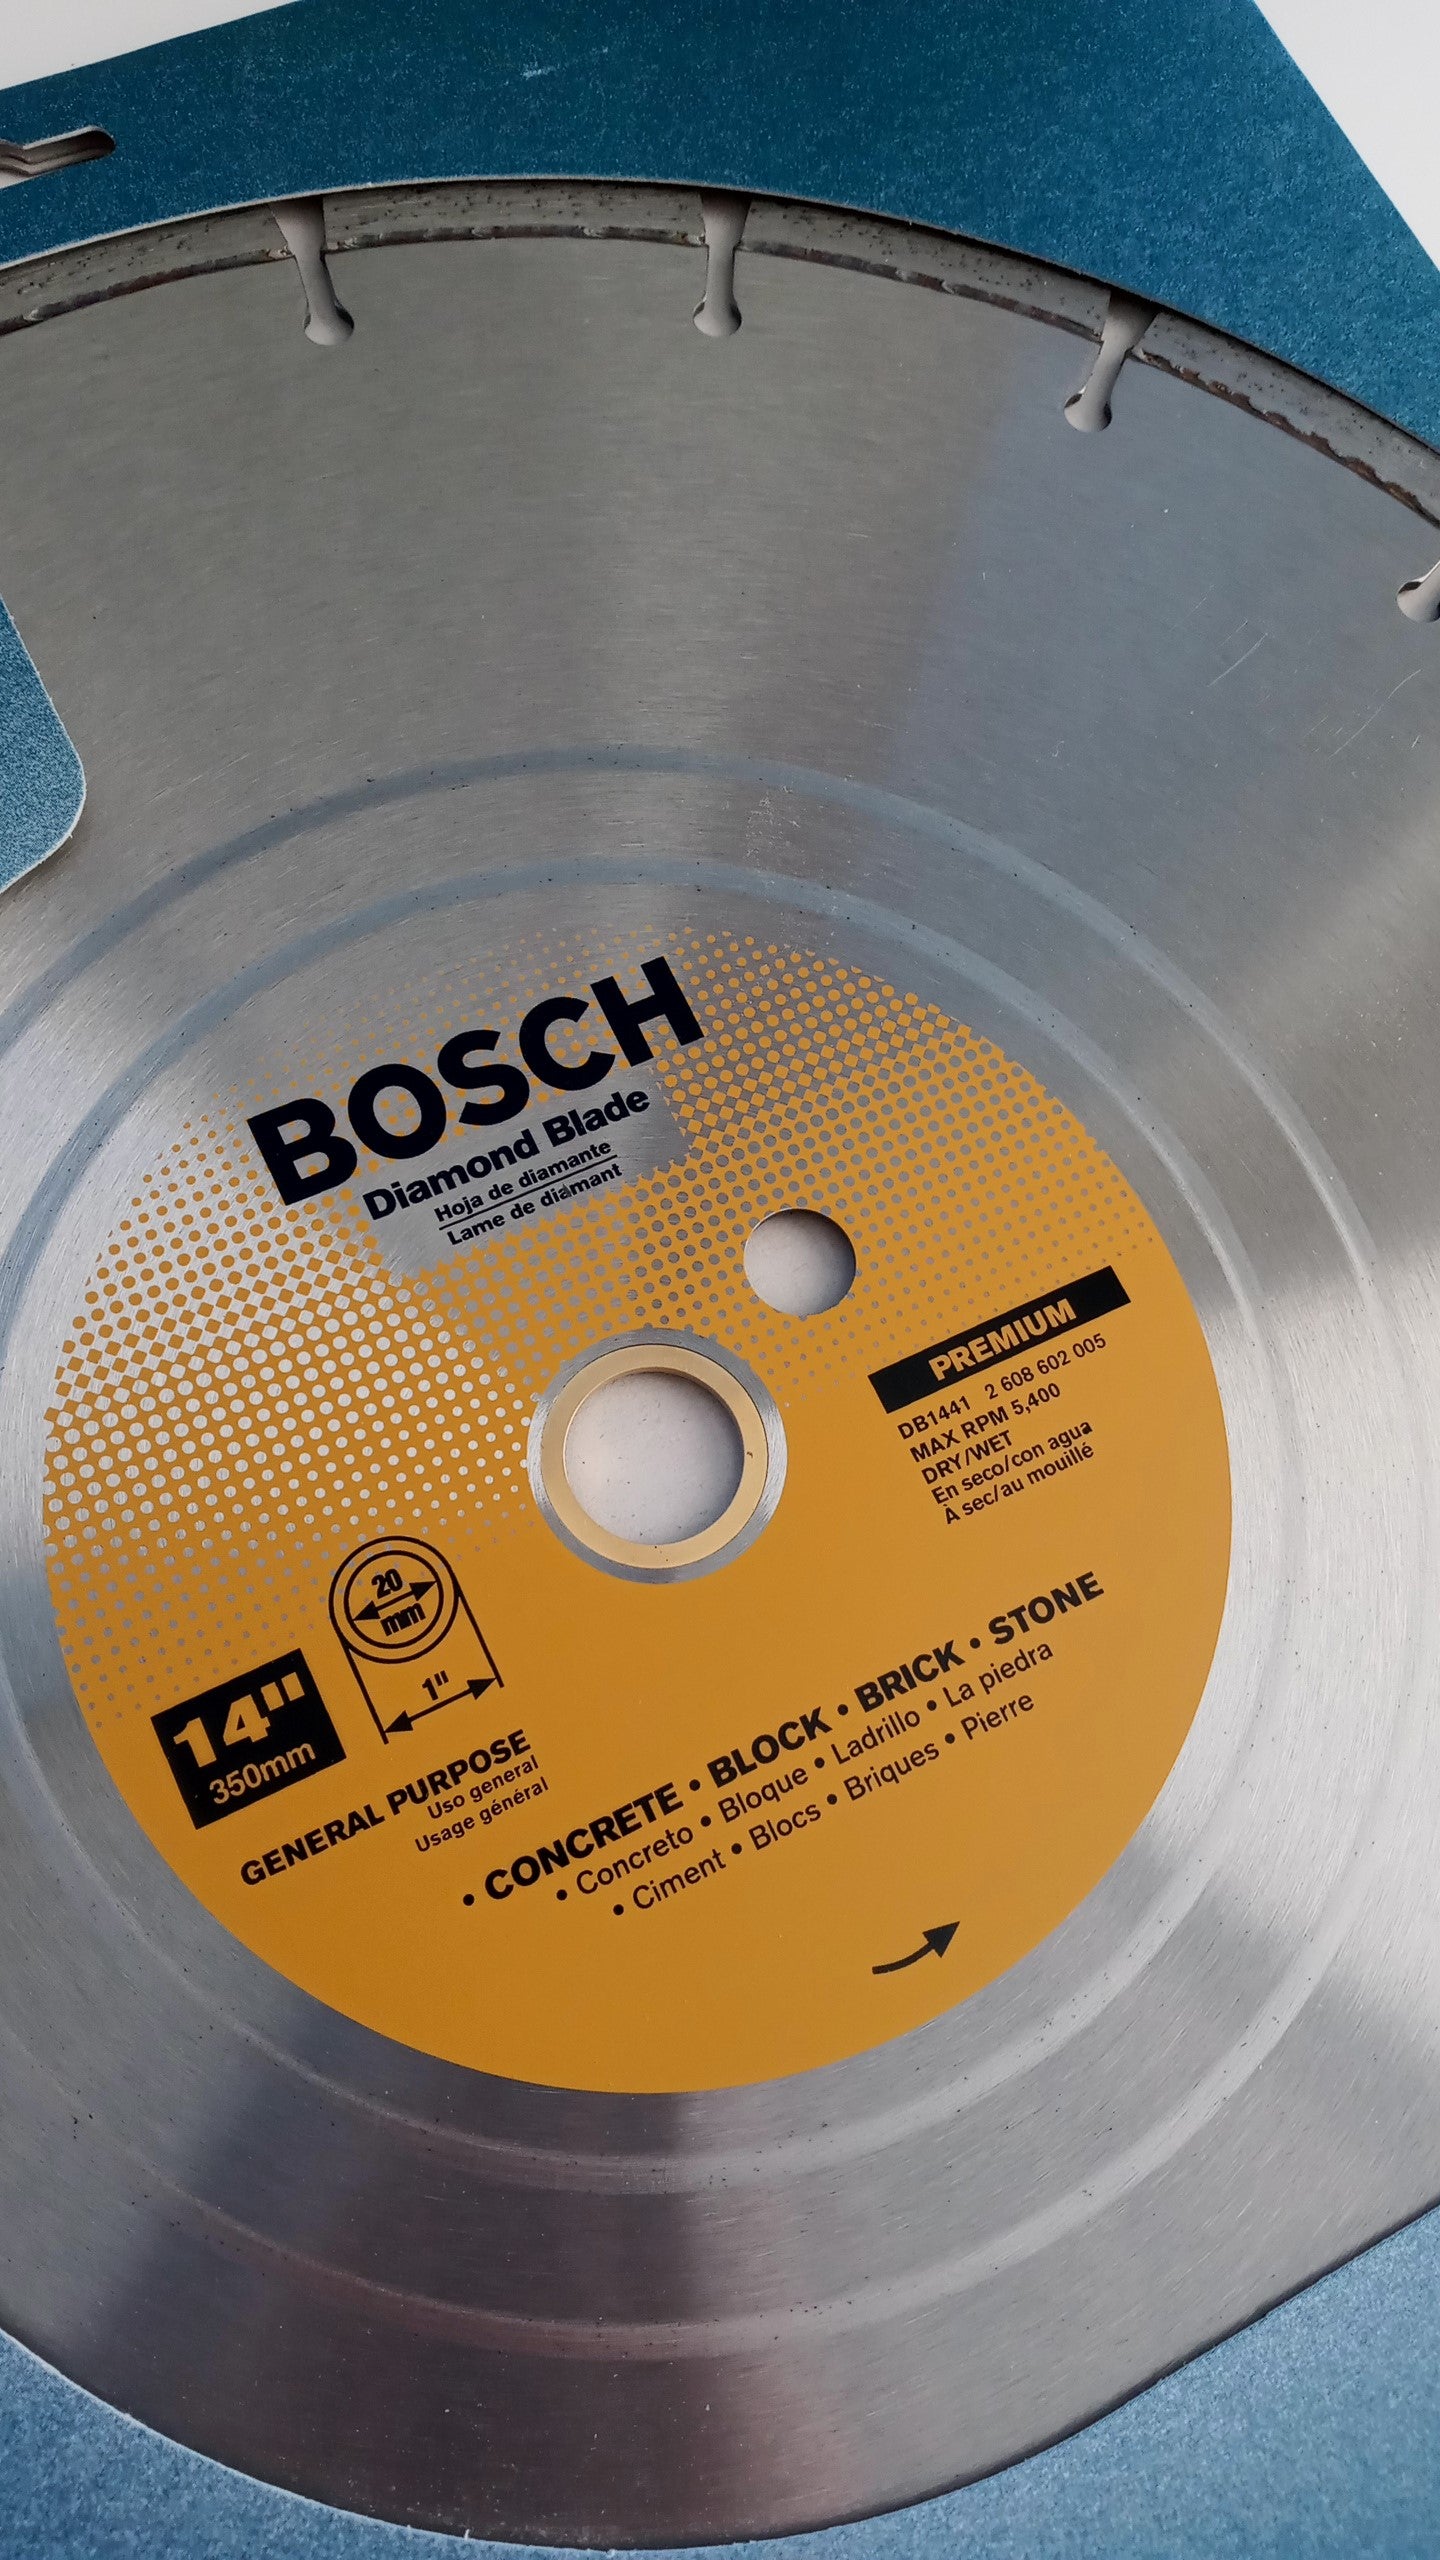 BOSCH
Diamond Blade
Hoja de diamante
Lame de diamant
PREMIUM
DB1441 2 608 602 005
MAX RPM 5,400
DRY/WET
En seco/con agua
À sec/au mouillé
20
mm
1"
14"
350mm
GENERAL PURPOSE
Uso general
Usage général
• CONCRETE • BLOCK • BRICK • STONE
• Concreto • Bloque • Ladrillo • La piedra
• Ciment • Blocs • Briques • Pierre